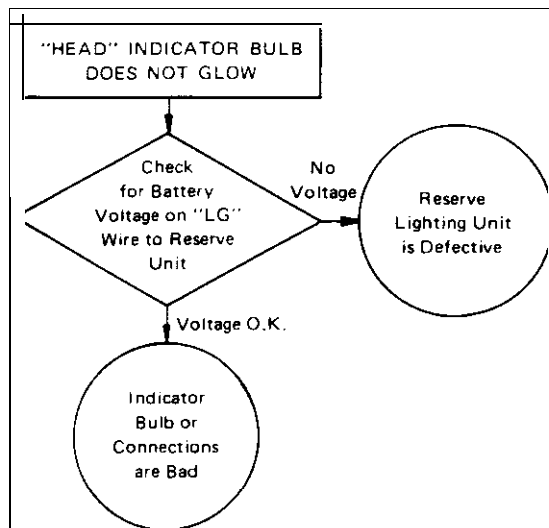 "HEAD" INDICATOR BULB
DOES NOT GLOW
Check
for Battery
Voltage on "LG"
Wire to Reserve
Unit
No
Voltage
Reserve
Lighting Unit
is Defective
Voltage O.K.
Indicator
Bulb or
Connections
are Bad